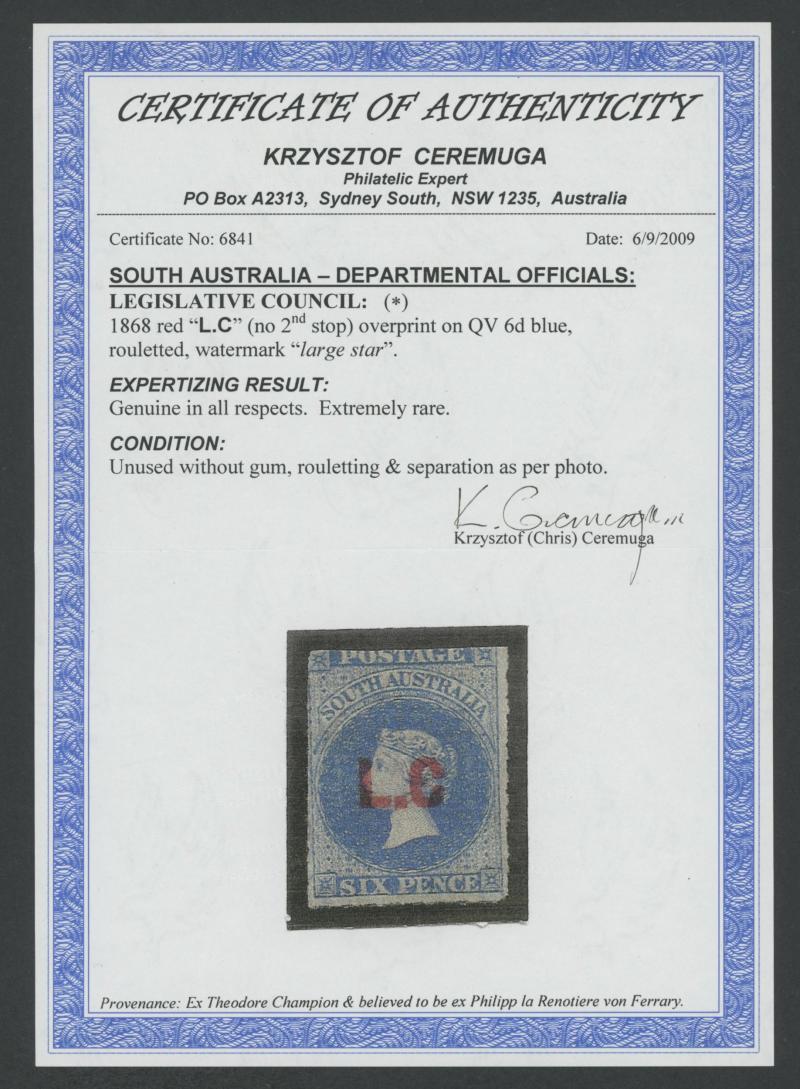 CERTIFICATE OF AUTHENTICITY
KRZYSZTOF CEREMUGA
Philatelic Expert
PO Box A2313, Sydney South, NSW 1235, Australia
Certificate No: 6841 Date: 6/9/2009
SOUTH AUSTRALIA – DEPARTMENTAL OFFICIALS:
LEGISLATIVE COUNCIL: (*)
1868 red “L.C” (no 2nd stop) overprint on QV 6d blue,
rouletted, watermark “large star”.
EXPERTIZING RESULT:
Genuine in all respects. Extremely rare.
CONDITION:
Unused without gum, rouletting & separation as per photo.
K. Ceremuga
Krzysztof (Chris) Ceremuga
POSTAGE
SOUTH AUSTRALIA
L.C
SIX PENCE
Provenance: Ex Theodore Champion & believed to be ex Philipp la Renotiere von Ferrary.